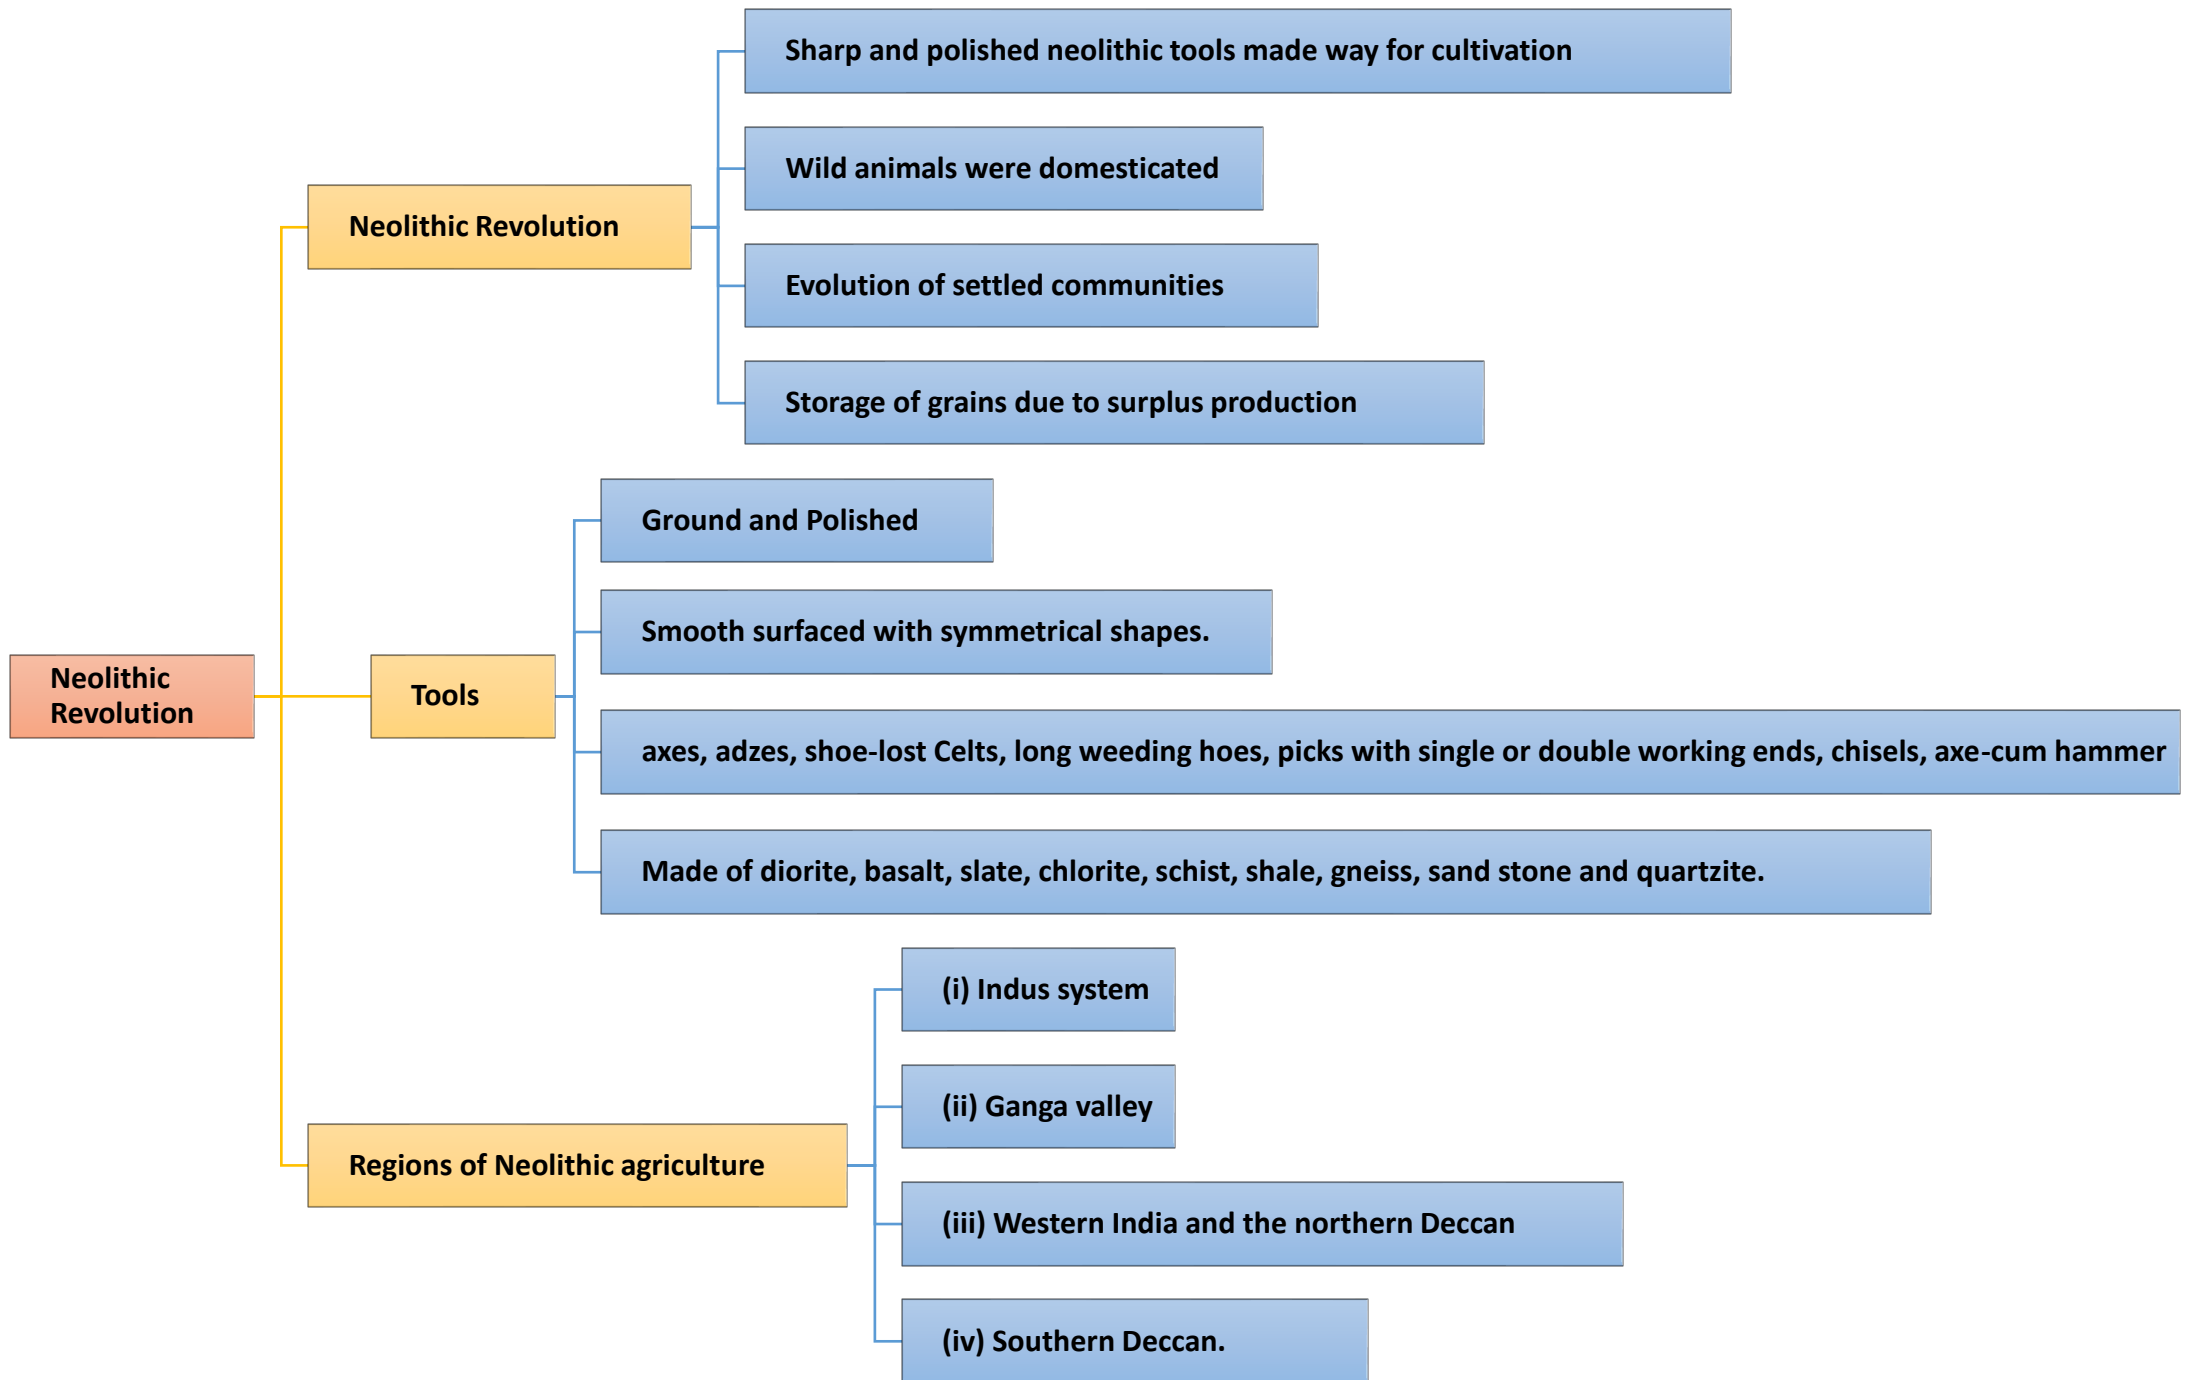 Neolithic
Revolution
Neolithic Revolution
Sharp and polished neolithic tools made way for cultivation
Wild animals were domesticated
Evolution of settled communities
Storage of grains due to surplus production
Tools
Ground and Polished
Smooth surfaced with symmetrical shapes.
axes, adzes, shoe-lost Celts, long weeding hoes, picks with single or double working ends, chisels, axe-cum hammer
Made of diorite, basalt, slate, chlorite, schist, shale, gneiss, sand stone and quartzite.
Regions of Neolithic agriculture
(i) Indus system
(ii) Ganga valley
(iii) Western India and the northern Deccan
(iv) Southern Deccan.